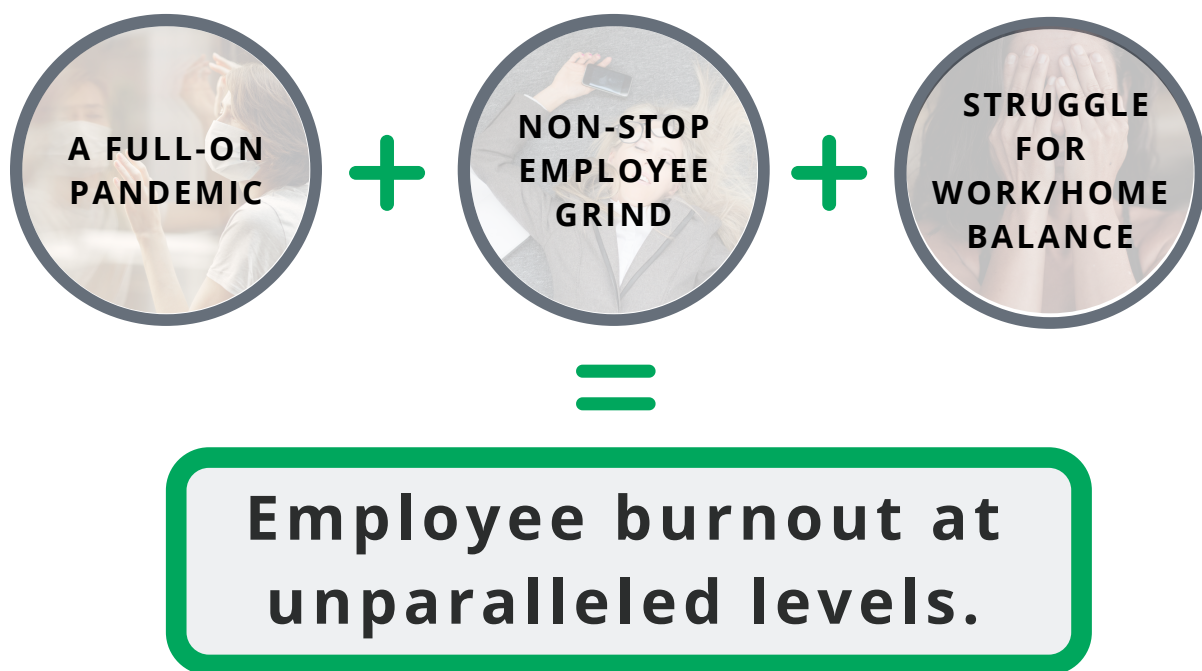 A FULL-ON
PANDEMIC
+
NON-STOP
EMPLOYEE
GRIND
+
STRUGGLE
FOR
WORK/HOME
BALANCE
=
Employee burnout at
unparalleled levels.